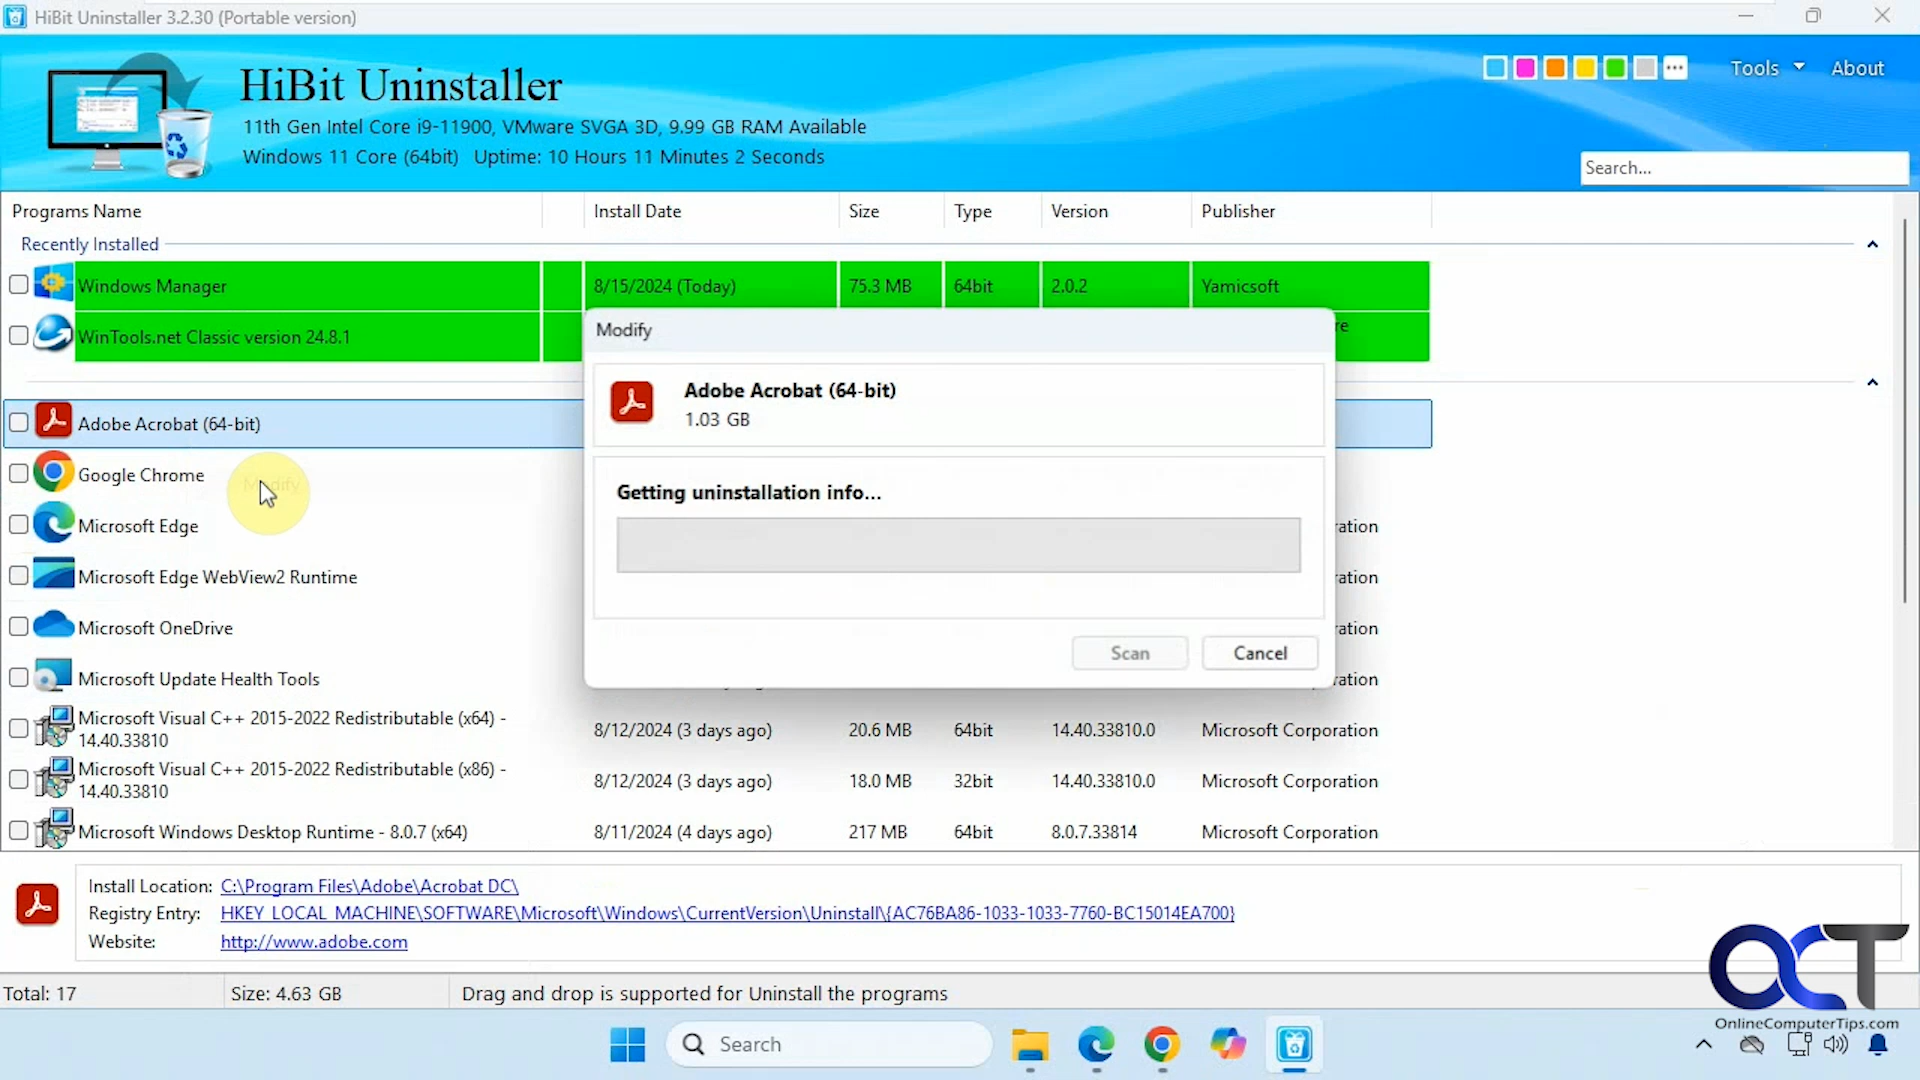 HiBit Uninstaller 3.2.30 (Portable version)
HiBit Uninstaller
11th Gen Intel Core i9-11900, VMware SVGA 3D, 9.99 GB RAM Available
Windows 11 Core (64bit) Uptime: 10 Hours 11 Minutes 2 Seconds
Tools About
Search...
Programs Name Install Date Size Type Version Publisher
Recently Installed
Windows Manager 8/15/2024 (Today) 75.3 MB 64bit 2.0.2 Yamicsoft
WinTools.net Classic version 24.8.1 re
Modify
Adobe Acrobat (64-bit)
1.03 GB
Getting uninstallation info...
Scan Cancel
Adobe Acrobat (64-bit)
Google Chrome
Modify
Microsoft Edge ration
Microsoft Edge WebView2 Runtime ration
Microsoft OneDrive ration
Microsoft Update Health Tools ration
Microsoft Visual C++ 2015-2022 Redistributable (x64) -
14.40.33810 8/12/2024 (3 days ago) 20.6 MB 64bit 14.40.33810.0 Microsoft Corporation
Microsoft Visual C++ 2015-2022 Redistributable (x86) -
14.40.33810 8/12/2024 (3 days ago) 18.0 MB 32bit 14.40.33810.0 Microsoft Corporation
Microsoft Windows Desktop Runtime - 8.0.7 (x64) 8/11/2024 (4 days ago) 217 MB 64bit 8.0.7.33814 Microsoft Corporation
Install Location: C:\Program Files\Adobe\Acrobat DC\
Registry Entry: HKEY_LOCAL_MACHINE\SOFTWARE\Microsoft\Windows\CurrentVersion\Uninstall\{AC76BA86-1033-1033-7760-BC15014EA700}
Website: http://www.adobe.com
Total: 17 Size: 4.63 GB Drag and drop is supported for Uninstall the programs
OCT
OnlineComputerTips.com
Search